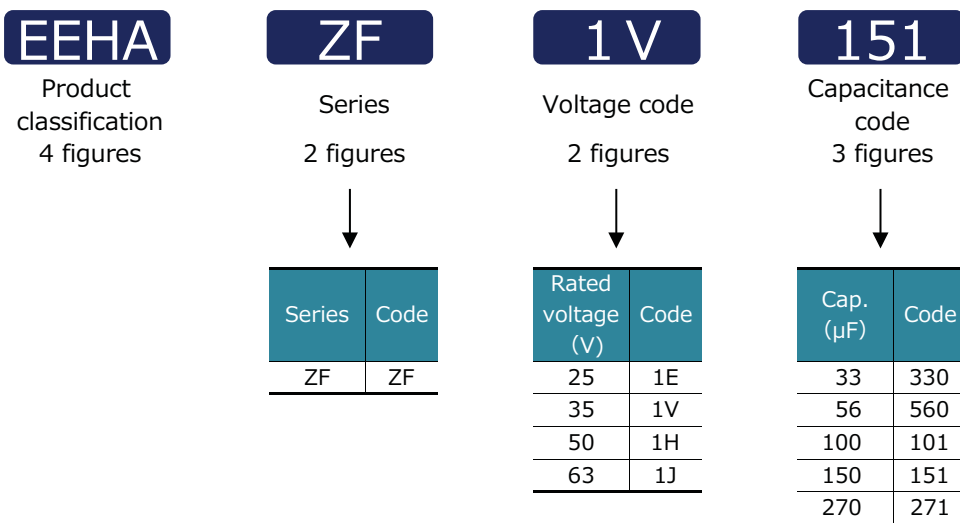 EEHA ZF 1V 151
Product
classification
4 figures
Series
2 figures
Voltage code
2 figures
Capacitance
code
3 figures
Series Code
ZF ZF
Rated
voltage
(V)
Code
25 1E
35 1V
50 1H
63 1J
Cap.
(μF)
Code
33 330
56 560
100 101
150 151
270 271